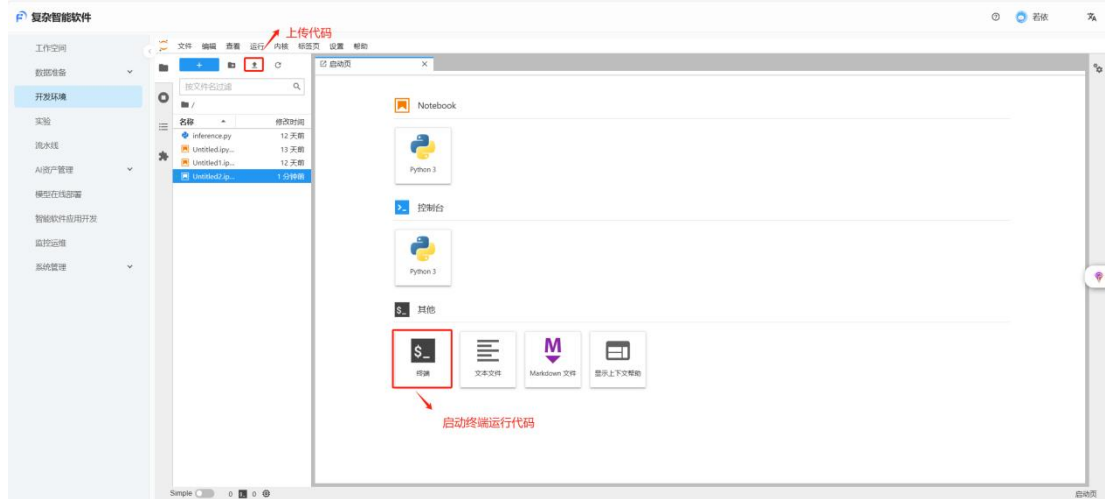 复杂智能软件
若依
上传代码
工作空间
数据准备
开发环境
实验
流水线
AI资产管理
模型在线部署
智能软件应用开发
监控运维
系统管理
文件 编辑 查看 运行 内核 标签页 设置 帮助
+
启动页 ×
按文件名过滤
/
名称 修改时间
inference.py 12 天前
Untitled.ipy... 13 天前
Untitled1.ip... 12 天前
Untitled2.ip... 1 分钟前
Notebook
Python 3
控制台
Python 3
$_ 其他
$_
终端
文本文件
M
Markdown 文件
显示上下文帮助
启动终端运行代码
Simple 0 0
启动页